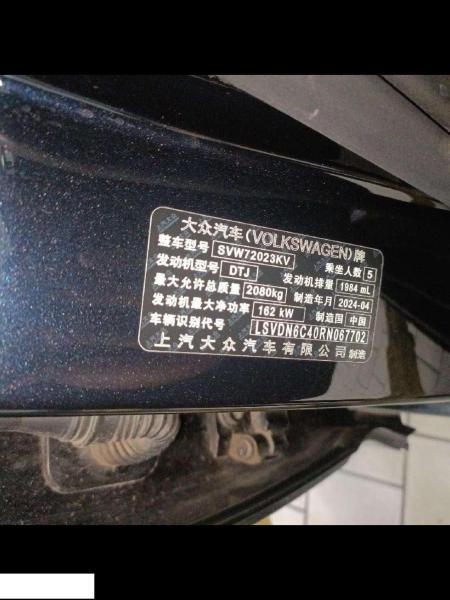 大众汽车(VOLKSWAGEN)牌
整车型号 SVW72023KV 乘坐人数 5
发动机型号 DTJ 发动机排量 1984 mL
最大允许总质量 2080kg 制造年月 2024-04
发动机最大净功率 162 kW 制造国 中国
车辆识别代号 LSVDN6C40RN067702
上汽大众汽车有限公司 制造